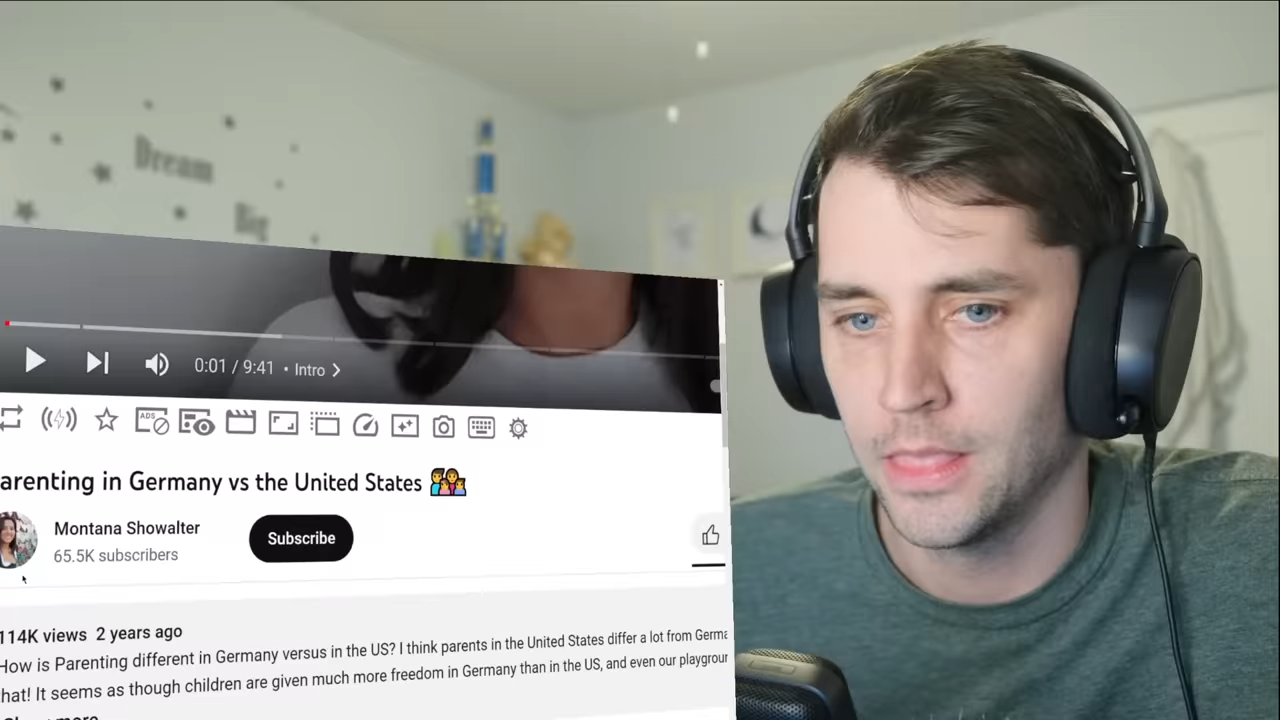 Dream
Big
0:01 / 9:41 • Intro
ADS
arenting in Germany vs the United States
Montana Showalter
65.5K subscribers
Subscribe
114K views 2 years ago
How is Parenting different in Germany versus in the US? I think parents in the United States differ a lot from Germa
hat! It seems as though children are given much more freedom in Germany than in the US, and even our playgroun